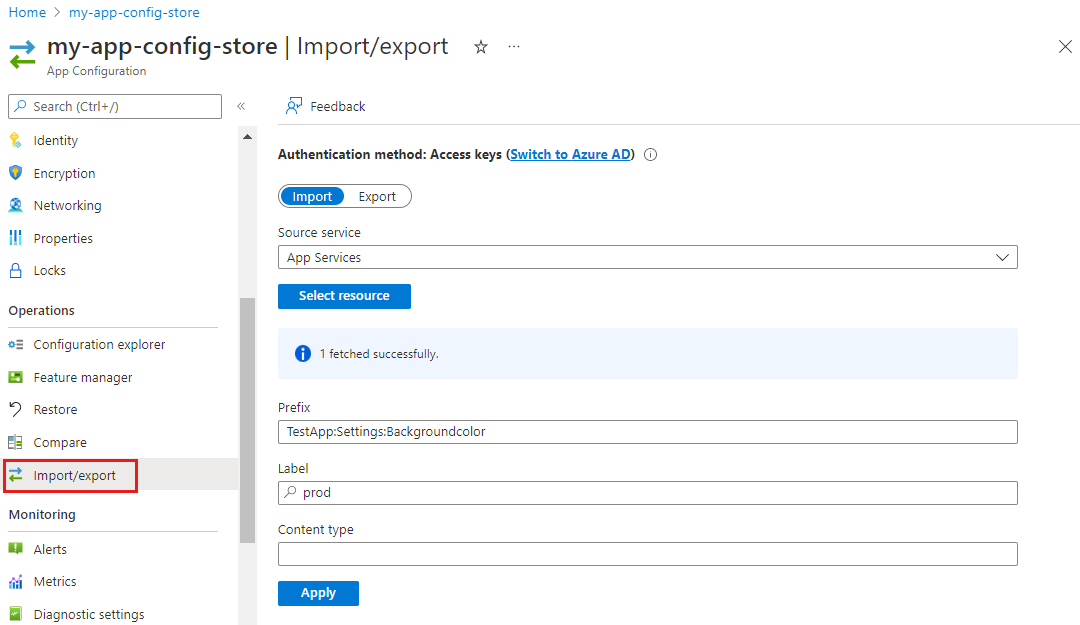 Home > my-app-config-store
my-app-config-store | Import/export
App Configuration
Search (Ctrl+/)
Identity
Encryption
Networking
Properties
Locks
Operations
Configuration explorer
Feature manager
Restore
Compare
Import/export
Monitoring
Alerts
Metrics
Diagnostic settings
Feedback
Authentication method: Access keys (Switch to Azure AD)
Import Export
Source service
App Services
Select resource
1 fetched successfully.
Prefix
TestApp:Settings:Backgroundcolor
Label
prod
Content type
Apply